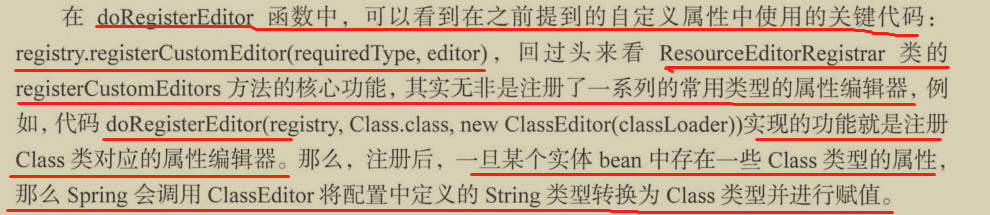 在 doRegisterEditor 函数中，可以看到在之前提到的自定义属性中使用的关键代码：
registry.registerCustomEditor(requiredType, editor)，回过头来看 ResourceEditorRegistrar 类的
registerCustomEditors 方法的核心功能，其实无非是注册了一系列的常用类型的属性编辑器，例
如，代码 doRegisterEditor(registry, Class.class, new ClassEditor(classLoader))实现的功能就是注册
Class 类对应的属性编辑器。那么，注册后，一旦某个实体 bean 中存在一些 Class 类型的属性，
那么 Spring 会调用 ClassEditor 将配置中定义的 String 类型转换为 Class 类型并进行赋值。